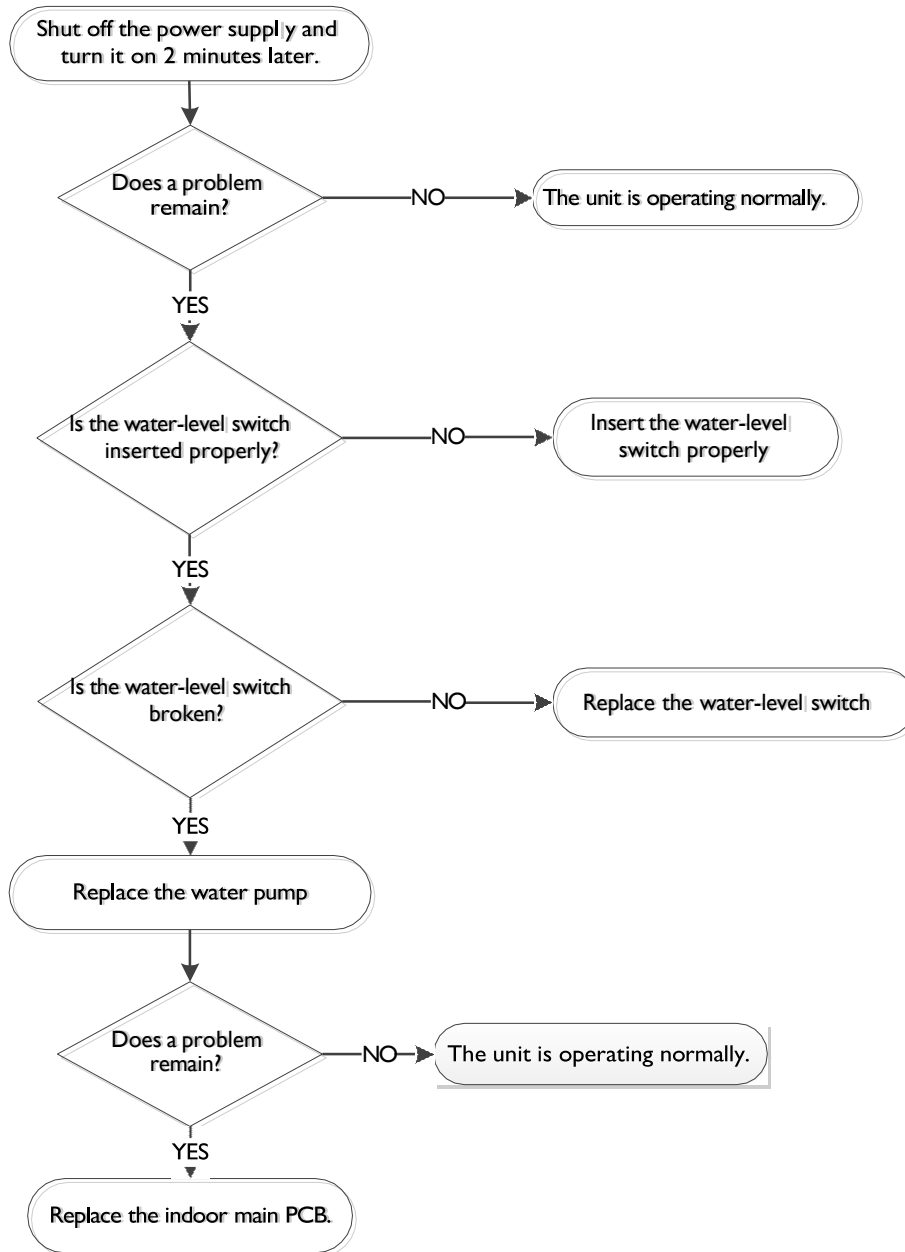 Shut off the power supply and
turn it on 2 minutes later.
Does a problem
remain?
NO
The unit is operating normally.
YES
Is the water-level switch
inserted properly?
NO
Insert the water-level
switch properly
YES
Is the water-level switch
broken?
NO
Replace the water-level switch
YES
Replace the water pump
Does a problem
remain?
NO
The unit is operating normally.
YES
Replace the indoor main PCB.